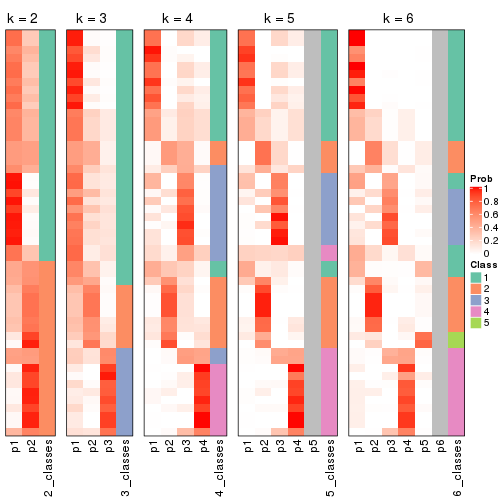 k = 2
k = 3
k = 4
k = 5
k = 6
Prob
1
0.8
0.6
0.4
0.2
0
Class
1
2
3
4
5
p1
p2
2_classes
p1
p2
p3
3_classes
p1
p2
p3
p4
4_classes
p1
p2
p3
p4
p5
5_classes
p1
p2
p3
p4
p5
p6
6_classes